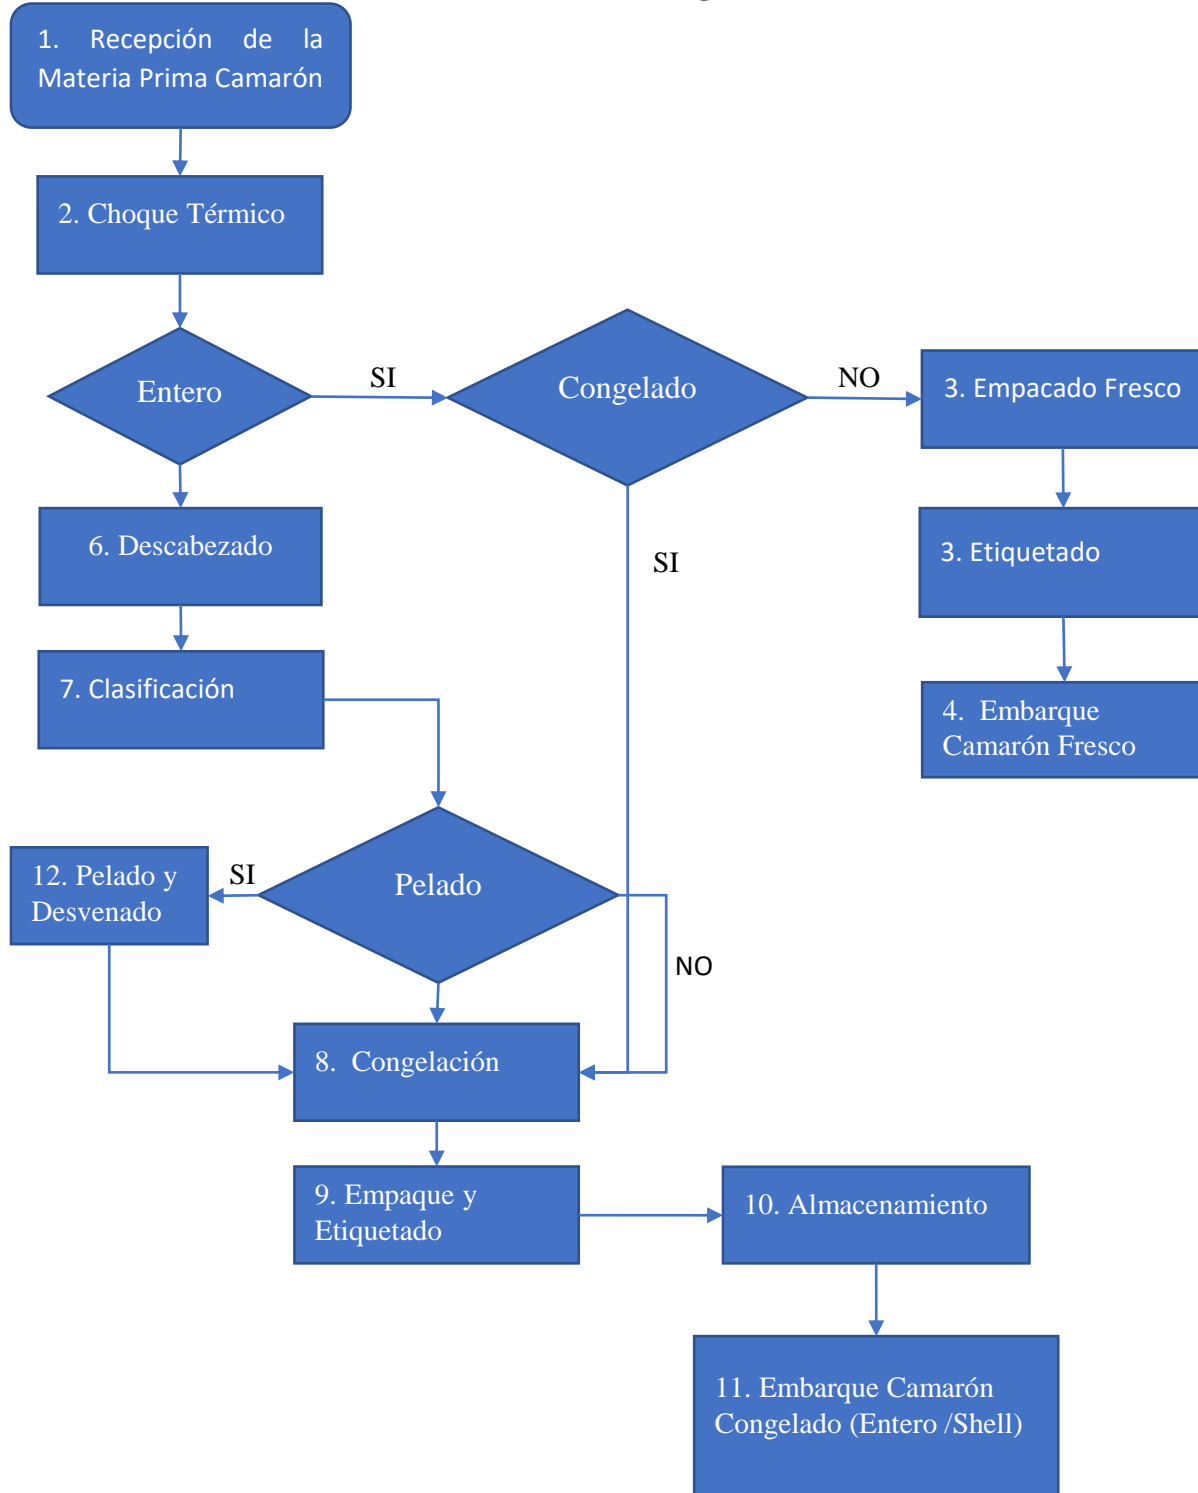 1. Recepción de la
Materia Prima Camarón
2. Choque Térmico
Entero
SI
Congelado
NO
3. Empacado Fresco
6. Descabezado
SI
3. Etiquetado
7. Clasificación
4. Embarque
Camarón Fresco
12. Pelado y
Desvenado
SI
Pelado
NO
8. Congelación
9. Empaque y
Etiquetado
10. Almacenamiento
11. Embarque Camarón
Congelado (Entero /Shell)